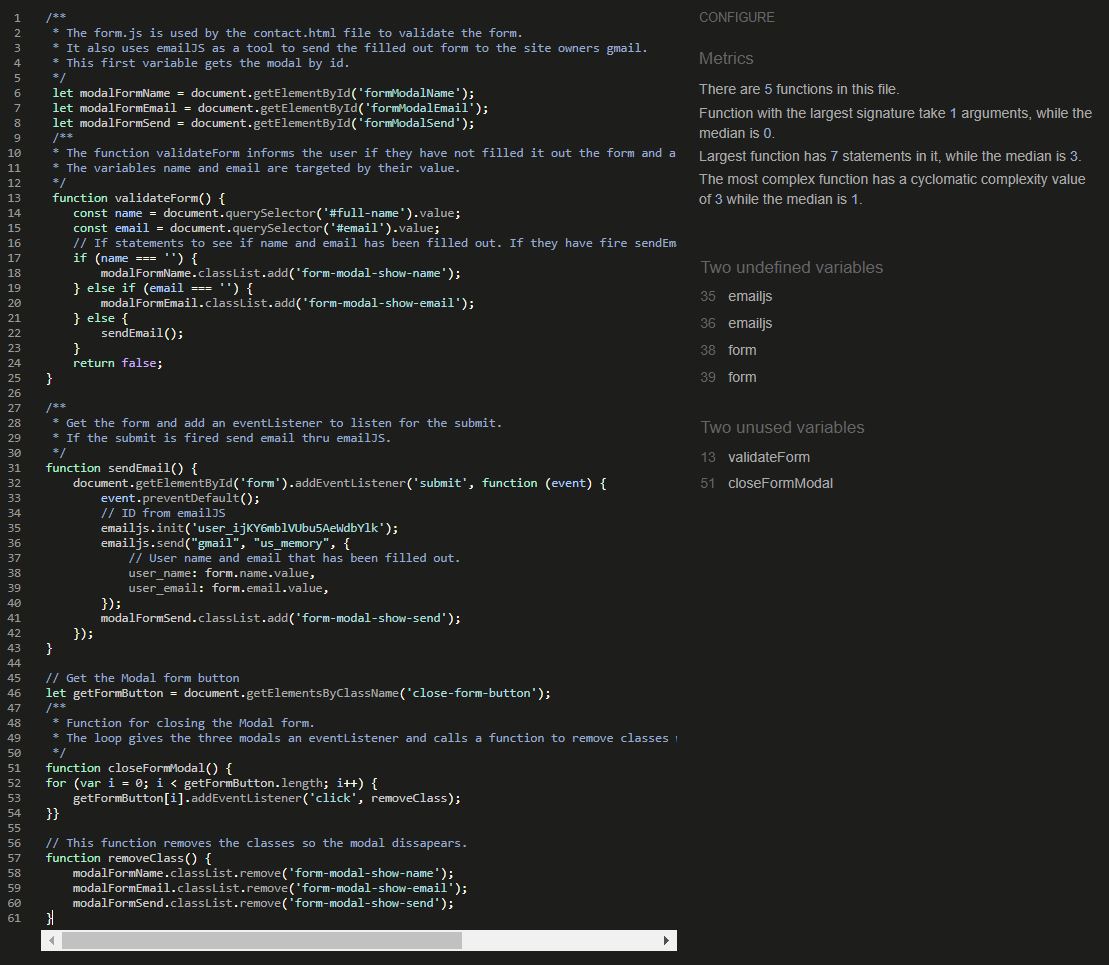 1 /**
2 * The form.js is used by the contact.html file to validate the form.
3 * It also uses emailJS as a tool to send the filled out form to the site owners gmail.
4 * This first variable gets the modal by id.
5 */
6 let modalFormName = document.getElementById('formModalName');
7 let modalFormEmail = document.getElementById('formModalEmail');
8 let modalFormSend = document.getElementById('formModalSend');
9 /**
10 * The function validateForm informs the user if they have not filled it out the form and a
11 * The variables name and email are targeted by their value.
12 */
13 function validateForm() {
14 const name = document.querySelector('#full-name').value;
15 const email = document.querySelector('#email').value;
16 // If statements to see if name and email has been filled out. If they have fire sendEm
17 if (name === '') {
18 modalFormName.classList.add('form-modal-show-name');
19 } else if (email === '') {
20 modalFormEmail.classList.add('form-modal-show-email');
21 } else {
22 sendEmail();
23 }
24 return false;
25 }
26
27 /**
28 * Get the form and add an eventListener to listen for the submit.
29 * If the submit is fired send email thru emailJS.
30 */
31 function sendEmail() {
32 document.getElementById('form').addEventListener('submit', function (event) {
33 event.preventDefault();
34 // ID from emailJS
35 emailjs.init('user_ijKY6mblVUbu5AeWdbYlk');
36 emailjs.send("gmail", "us_memory", {
37 // User name and email that has been filled out.
38 user_name: form.name.value,
39 user_email: form.email.value,
40 });
41 modalFormSend.classList.add('form-modal-show-send');
42 });
43 }
44
45 // Get the Modal form button
46 let getFormButton = document.getElementsByClassName('close-form-button');
47 /**
48 * Function for closing the Modal form.
49 * The loop gives the three modals an eventListener and calls a function to remove classes
50 */
51 function closeFormModal() {
52 for (var i = 0; i < getFormButton.length; i++) {
53 getFormButton[i].addEventListener('click', removeClass);
54 }}
55
56 // This function removes the classes so the modal dissapears.
57 function removeClass() {
58 modalFormName.classList.remove('form-modal-show-name');
59 modalFormEmail.classList.remove('form-modal-show-email');
60 modalFormSend.classList.remove('form-modal-show-send');
61 }
CONFIGURE
Metrics
There are 5 functions in this file.
Function with the largest signature take 1 arguments, while the
median is 0.
Largest function has 7 statements in it, while the median is 3.
The most complex function has a cyclomatic complexity value
of 3 while the median is 1.
Two undefined variables
35 emailjs
36 emailjs
38 form
39 form
Two unused variables
13 validateForm
51 closeFormModal